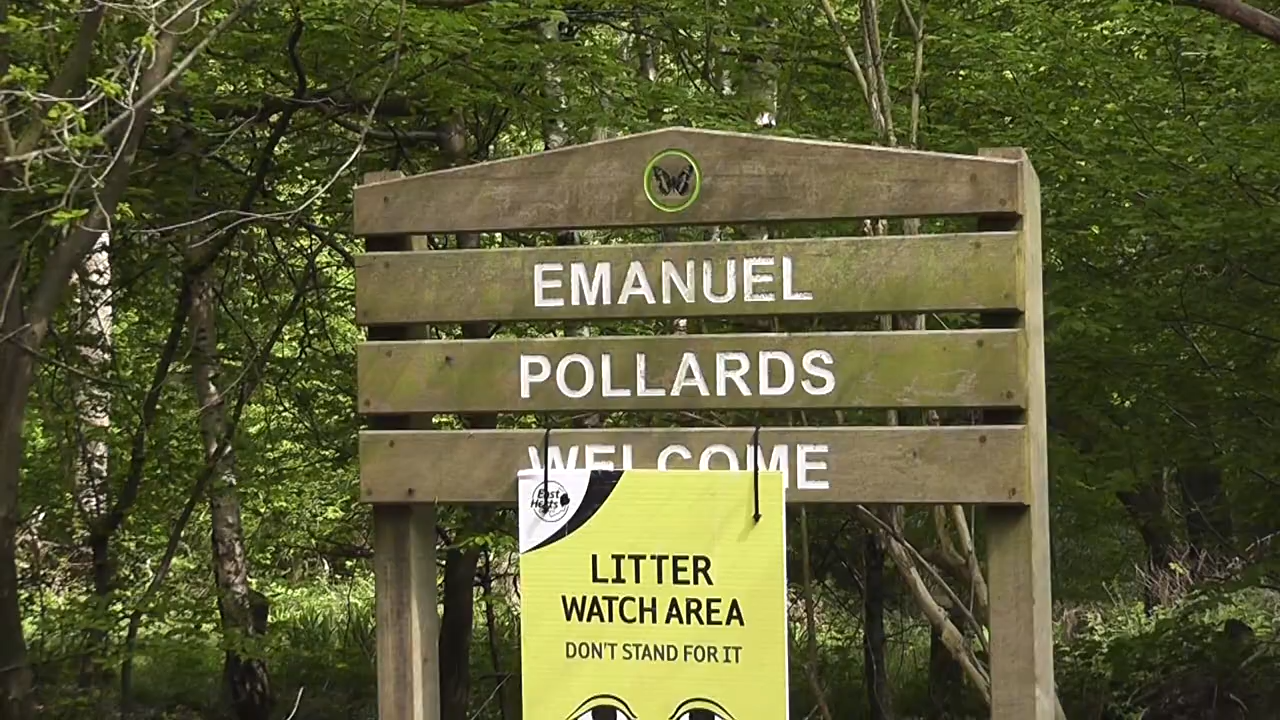 EMANUEL
POLLARDS
WELCOME
East
Herts
LITTER
WATCH AREA
DON'T STAND FOR IT